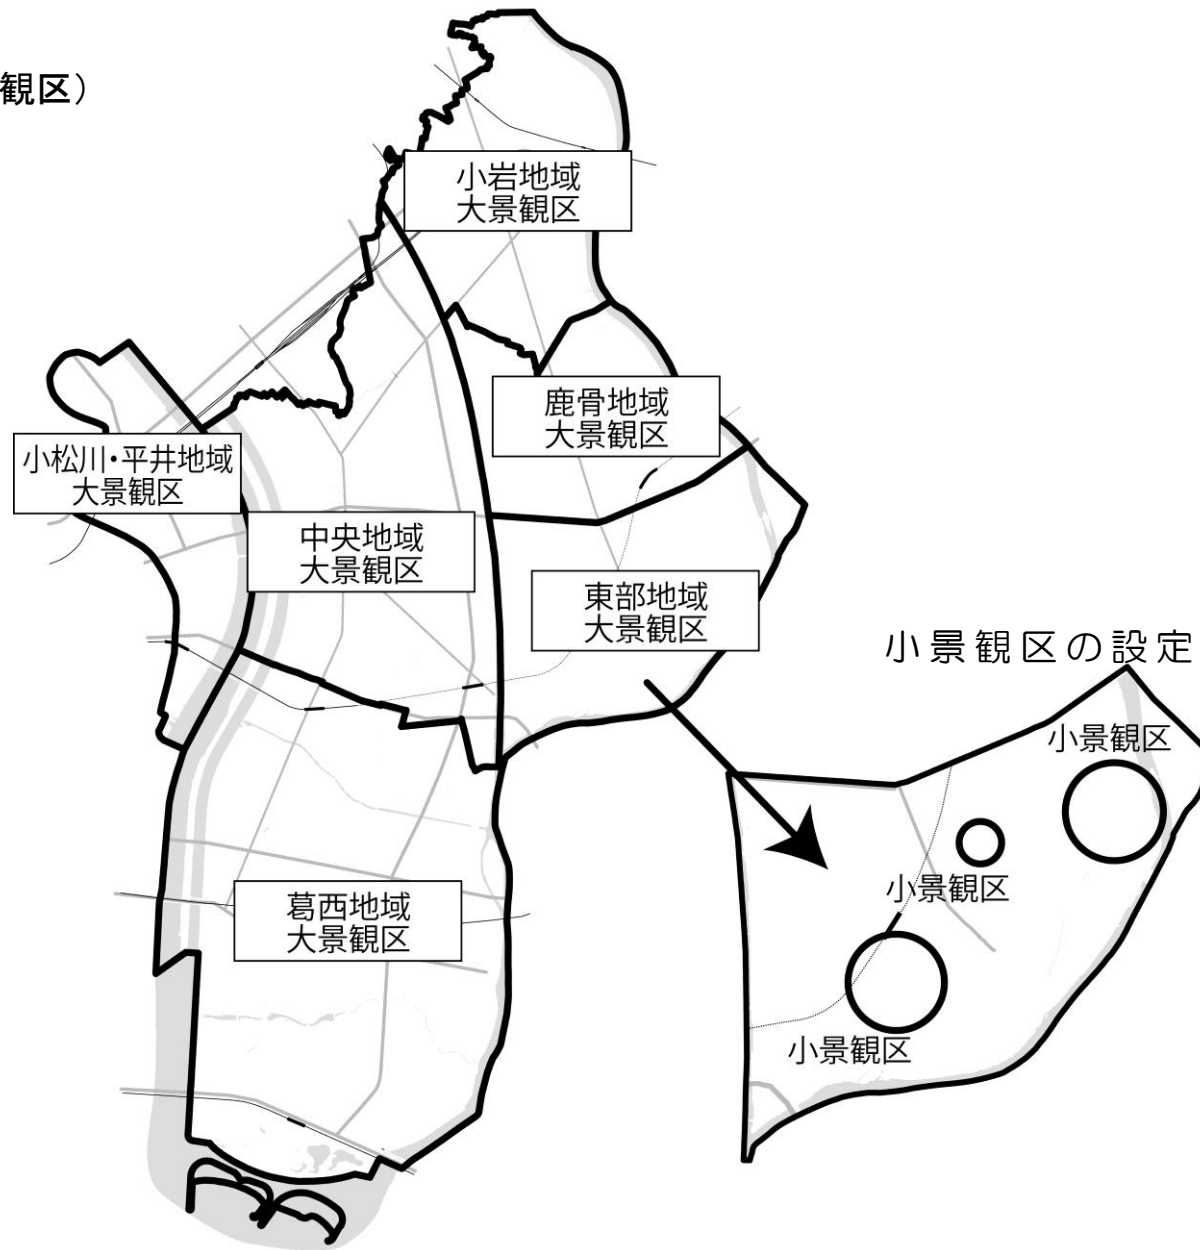 観区）
小岩地域
大景観区
鹿骨地域
大景観区
小松川・平井地域
大景観区
中央地域
大景観区
東部地域
大景観区
小景観区の設定
小景観区
小景観区
葛西地域
大景観区
小景観区